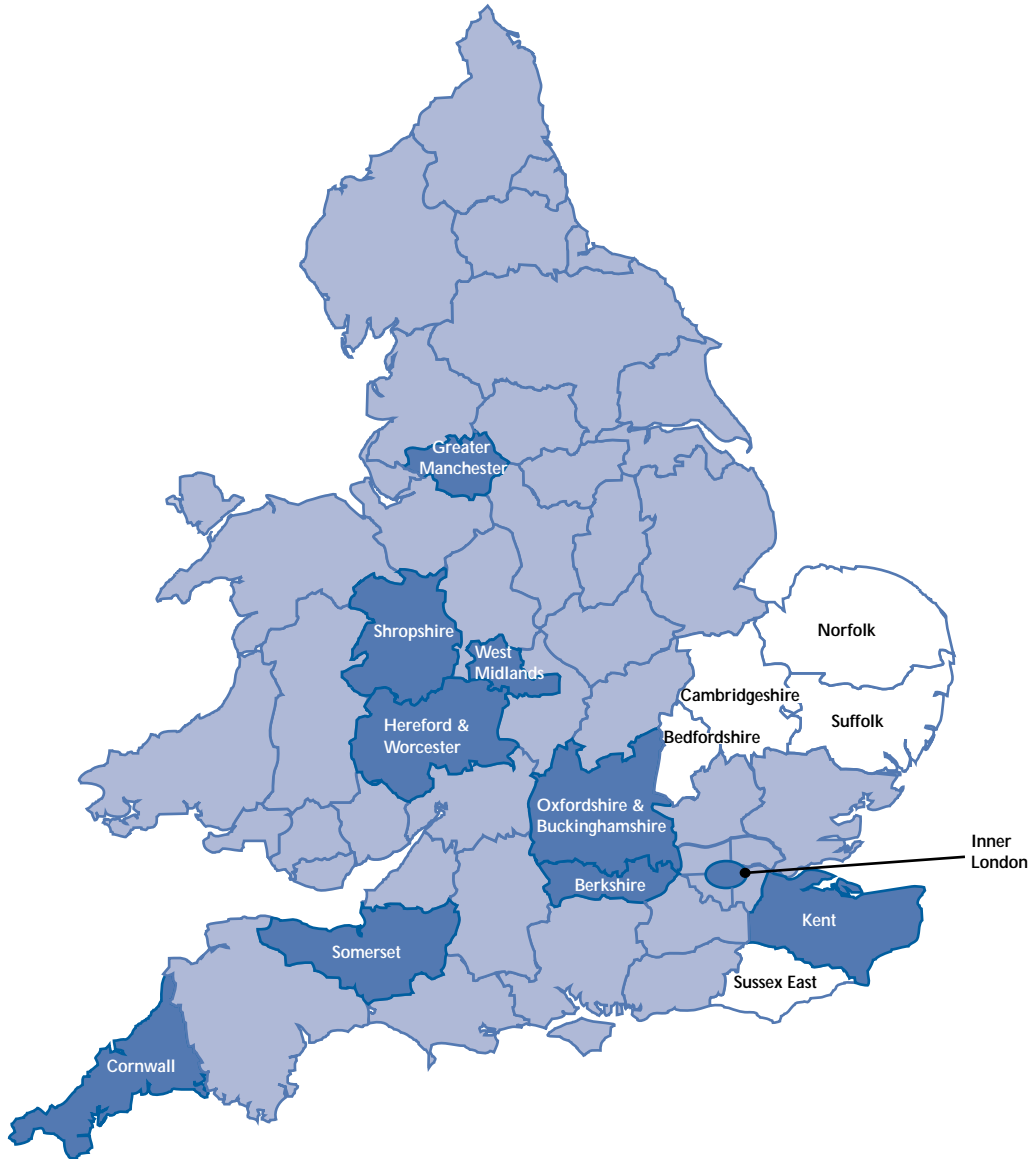 Greater
Manchester
Shropshire
West
Midlands
Norfolk
Cambridgeshire
Suffolk
Hereford &
Worcester
Bedfordshire
Oxfordshire &
Buckinghamshire
Inner
London
Berkshire
Kent
Somerset
Sussex East
Cornwall